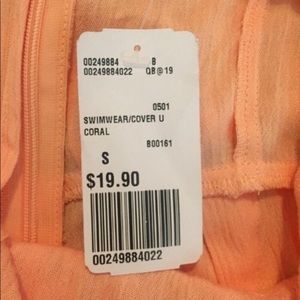 00249884 B
00249884022 QB@19
0501
SWIMWEAR/COVER U
CORAL
B00161
S
$19.90
00249884022